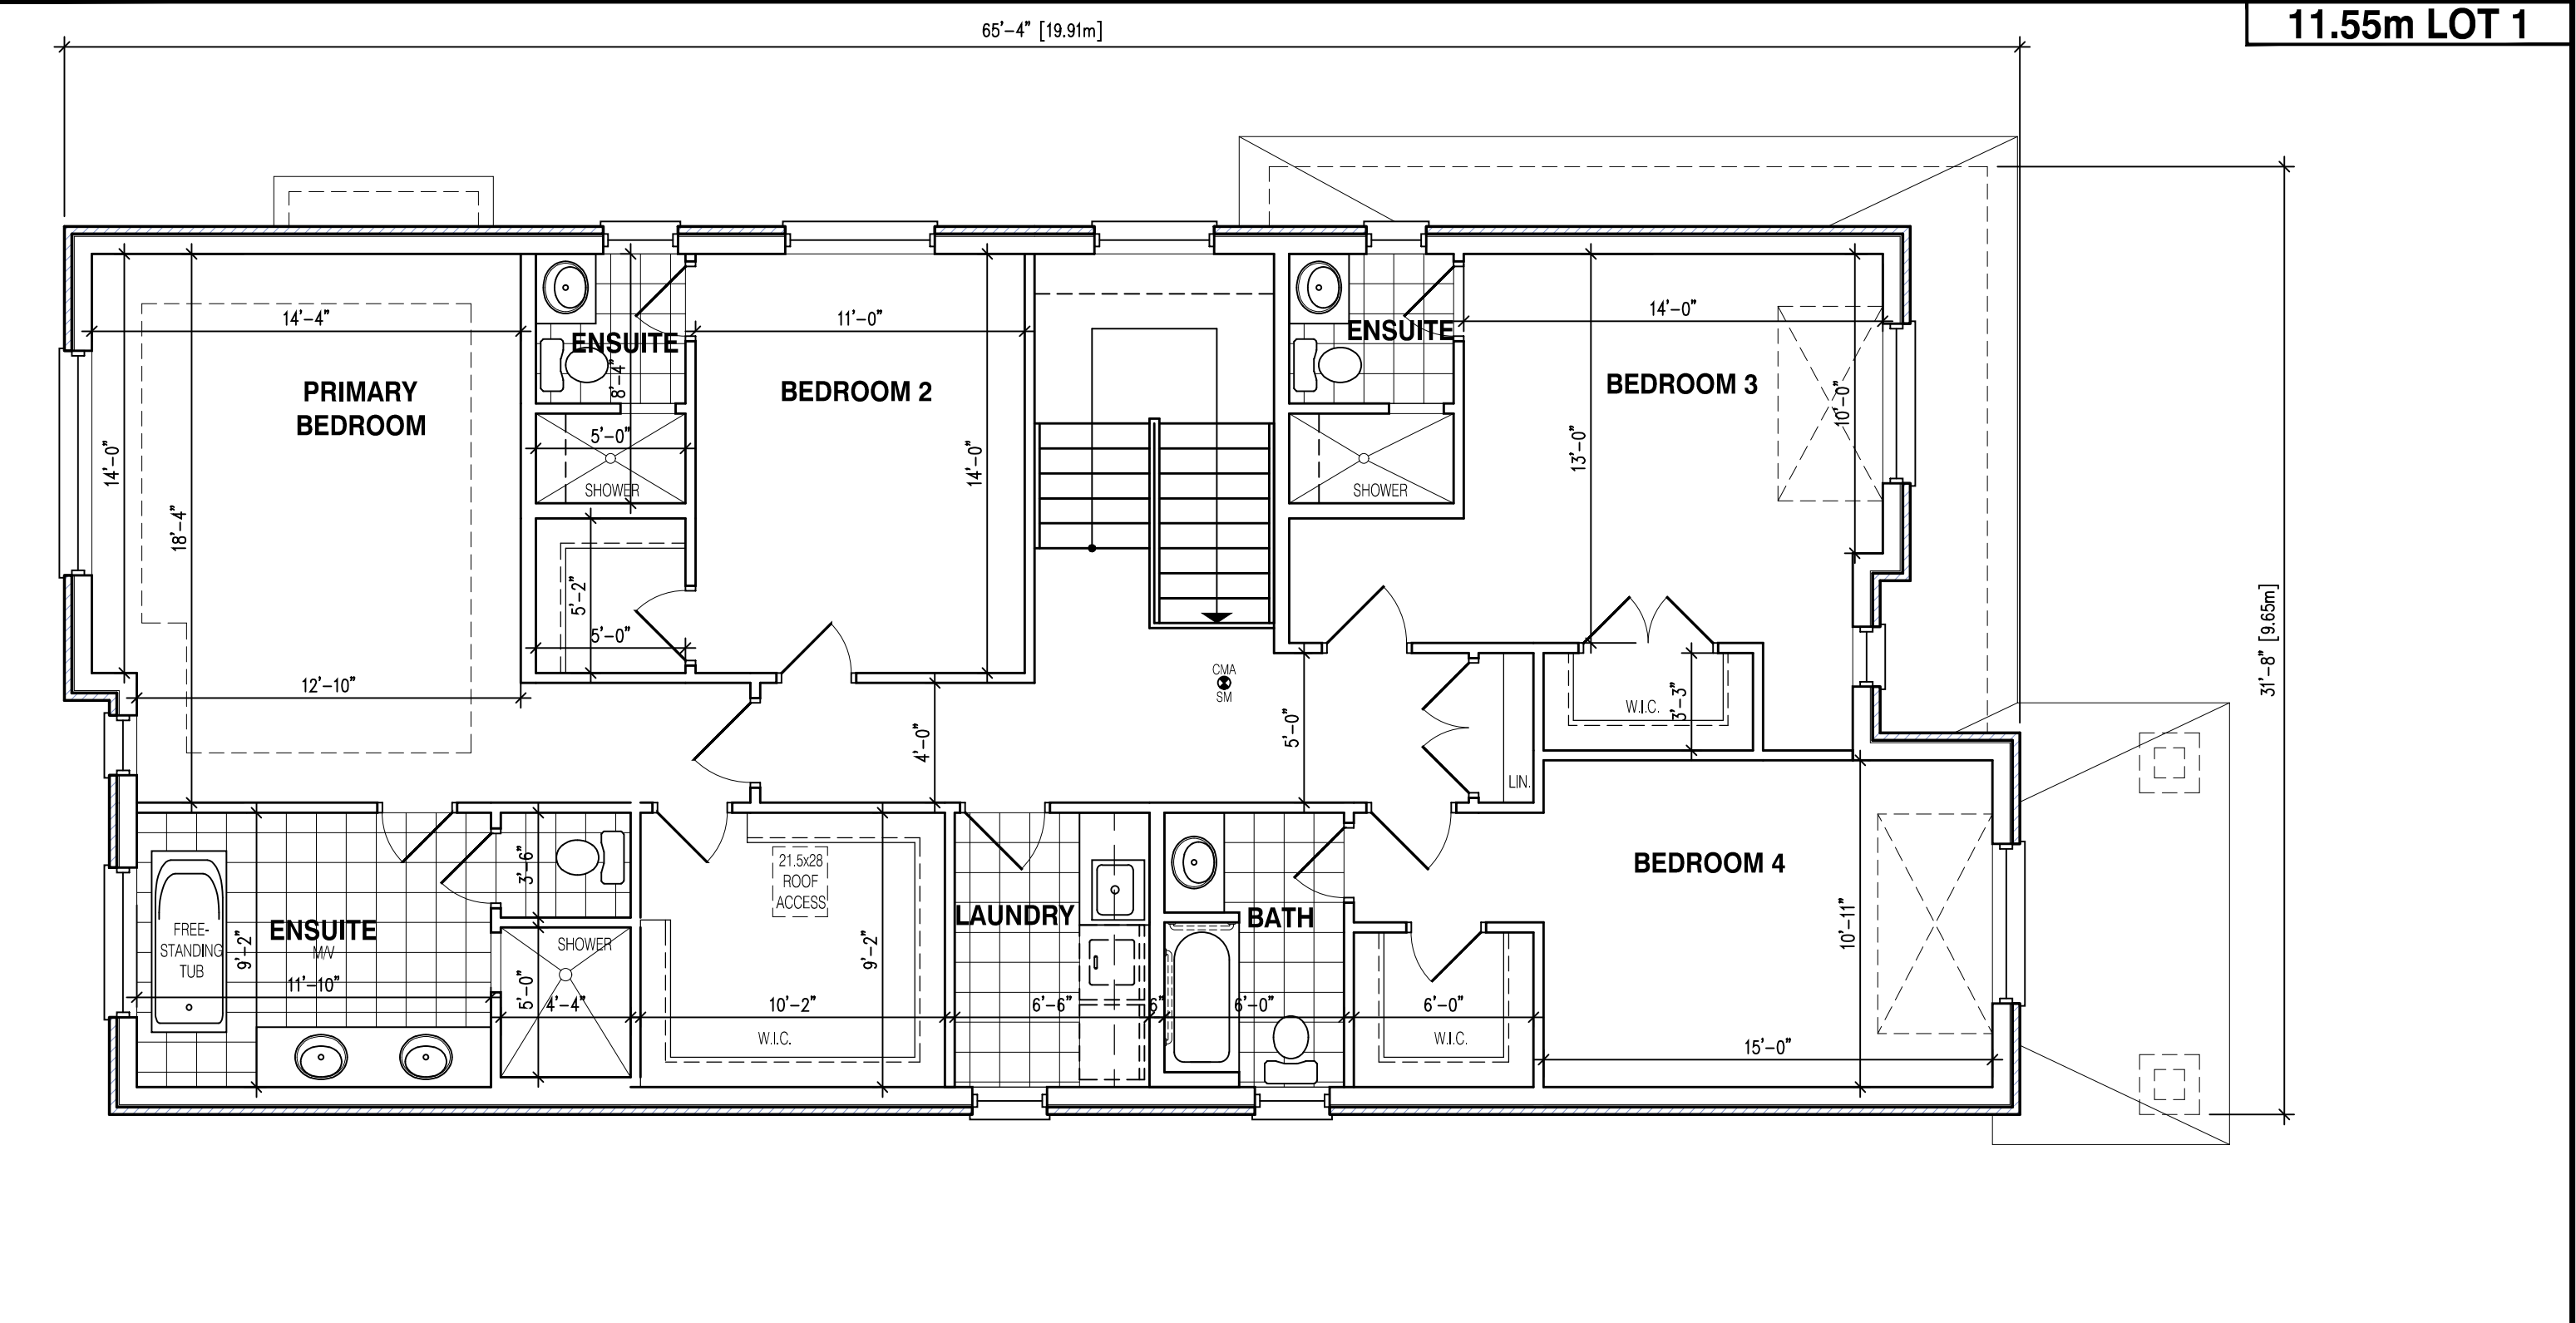 11.55m LOT 1
65'-4" [19.91m]
31'-8" [9.65m]
14'-4"
PRIMARY
BEDROOM
14'-0"
18'-4"
12'-10"
ENSUITE
8'-4"
5'-0"
SHOWER
5'-2"
5'-0"
11'-0"
BEDROOM 2
14'-0"
ENSUITE
SHOWER
14'-0"
BEDROOM 3
13'-0"
10'-0"
CMA
SM
4'-0"
5'-0"
LIN.
W.I.C.
3'-3"
FREE-
STANDING
TUB
ENSUITE
M/V
9'-2"
11'-10"
3'-6"
SHOWER
5'-0"
4'-4"
21.5x28
ROOF
ACCESS
9'-2"
10'-2"
W.I.C.
LAUNDRY
6'-6"
6"
BATH
6'-0"
6'-0"
W.I.C.
BEDROOM 4
10'-11"
15'-0"